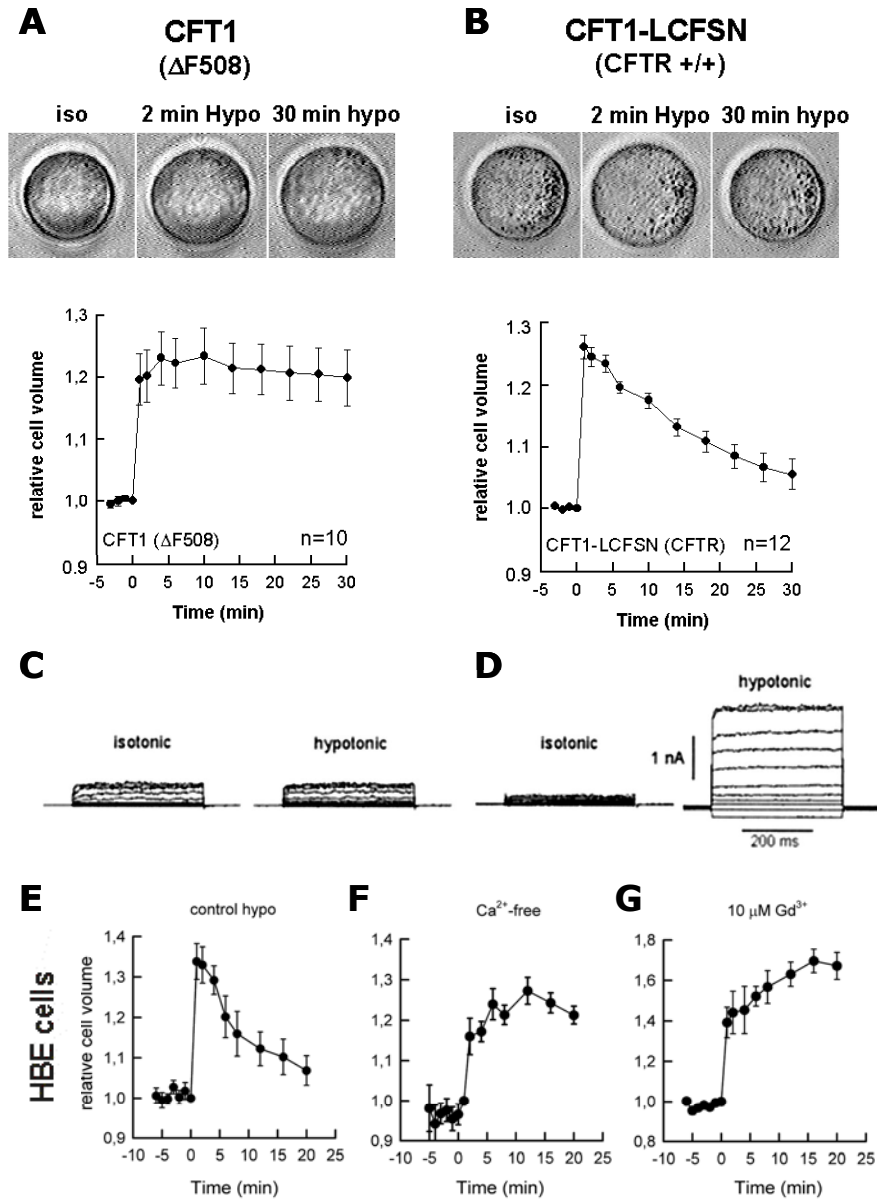 A
CFT1
(ΔF508)
iso
2 min Hypo
30 min hypo
1,3
1,2
1,1
1,0
0.9
relative cell volume
CFT1 (ΔF508)
n=10
-5 0 5 10 15 20 25 30
Time (min)
B
CFT1-LCFSN
(CFTR +/+)
iso
2 min Hypo
30 min hypo
1.3
1.2
1.1
1.0
0.9
relative cell volume
CFT1-LCFSN (CFTR)
n=12
-5 0 5 10 15 20 25 30
Time (min)
C
isotonic
hypotonic
D
isotonic
hypotonic
1 nA
200 ms
HBE cells
E
control hypo
1,4
1,3
1,2
1,1
1,0
0,9
relative cell volume
-10 -5 0 5 10 15 20 25
Time (min)
F
Ca²⁺-free
1,4
1,3
1,2
1,1
1,0
0,9
-10 -5 0 5 10 15 20 25
Time (min)
G
10 μM Gd³⁺
1,8
1,6
1,4
1,2
1,0
0,8
-10 -5 0 5 10 15 20 25
Time (min)